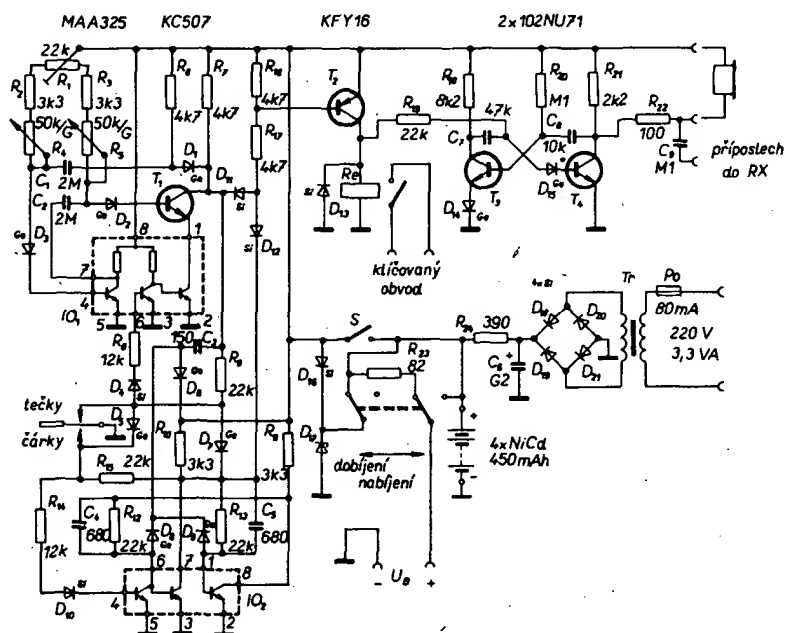 MAA325 KC507 KFY16 2x102NU71
22k
R1
R2
3k3
R3
3k3
50k/G
R4
50k/G
R5
C1
2M
C2
2M
D1
Ge
D2
Ge
D3
Ge
T1
R6
4k7
R7
4k7
R16
4k7
R17
4k7
D11
Si
D12
Si
T2
R19
22k
Si
D13
Re
klíčovaný
obvod
8k2
C7
47k
R20
M1
C8
10k
R21
2k2
R22
100
C9
M1
T3
T4
D14
Ge
D15
Ge
příposlech
do RX
8
1
7
4
IO1
5 6 3 2
12k
D4
Si
D5
Ge
tečky
čárky
150
C3
D6
Ge
22k
R10
3k3
D7
Ge
3k3
R15
22k
R14
12k
C4
680
R12
22k
D8
Ge
D9
R13
22k
C5
680
D10
Si
6 7 1 8
4
IO2
5 3 2
S
D16
Si
D17
R23
82
dobíjení
nabíjení
- UB +
R24
390
C6
G2
+
-
4xNiCd
450mAh
4x Si
D18
D20
D19
D21
Tr
Po
80mA
220 V
3,3 VA